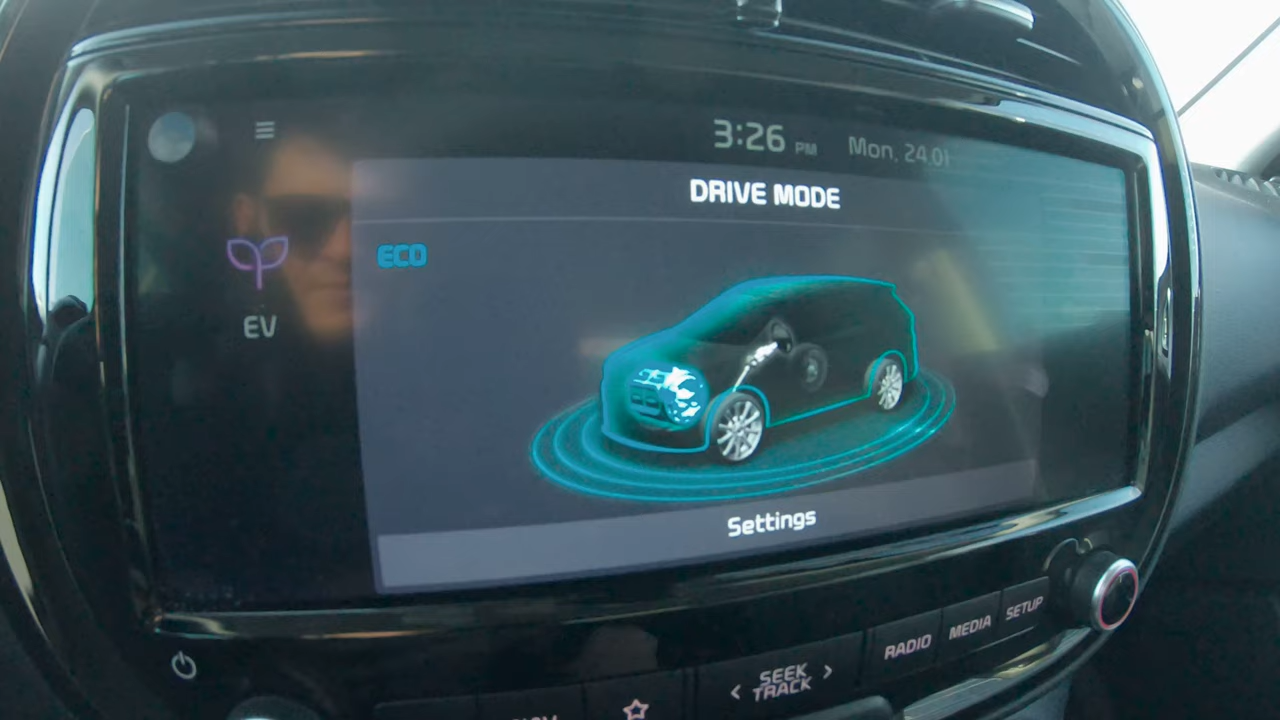 3:26 PM Mon, 24.01
DRIVE MODE
ECO
EV
Settings
RADIO
MEDIA
SETUP
< SEEK >
TRACK